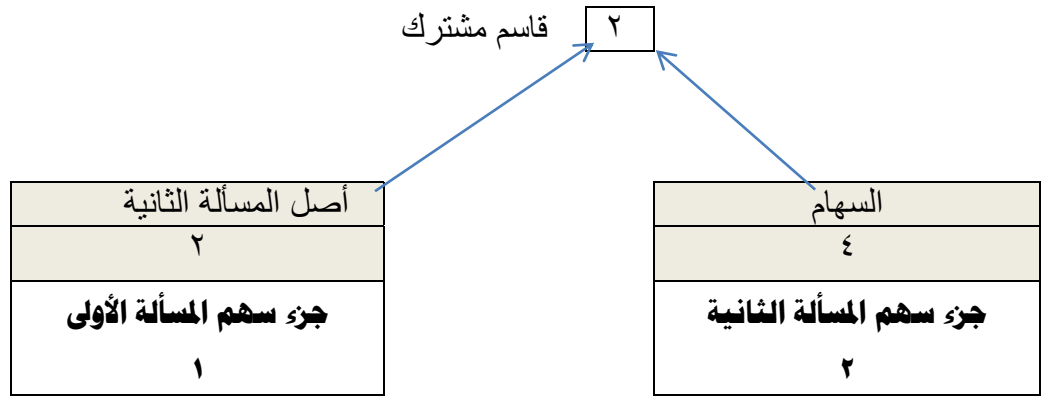 ٢ قاسم مشترك
السهام
٤
جزء سهم المسألة الثانية
٢
أصل المسألة الثانية
٢
جزء سهم المسألة الأولى
١